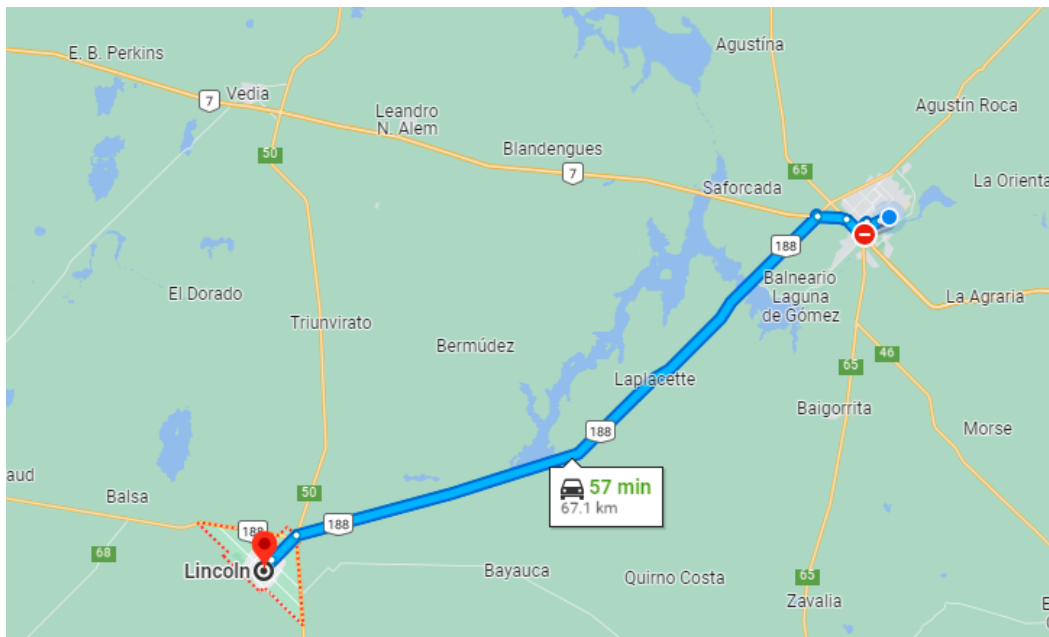 Agustína
E. B. Perkins
7
Vedia
Leandro
N. Alem
Agustín Roca
50
Blandengues
7
65
La Orienta
Saforcada
188
Balneario
Laguna
de Gómez
El Dorado
La Agraria
Triunvirato
Bermúdez
46
65
Laplacette
Baigorrita
188
Morse
aud
57 min
67.1 km
Balsa
50
188
188
68
Lincoln
Bayauca
Quirno Costa
65
Zavalia
E